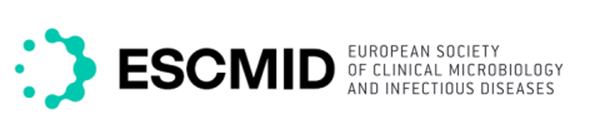 ESCMID
EUROPEAN SOCIETY
OF CLINICAL MICROBIOLOGY
AND INFECTIOUS DISEASES